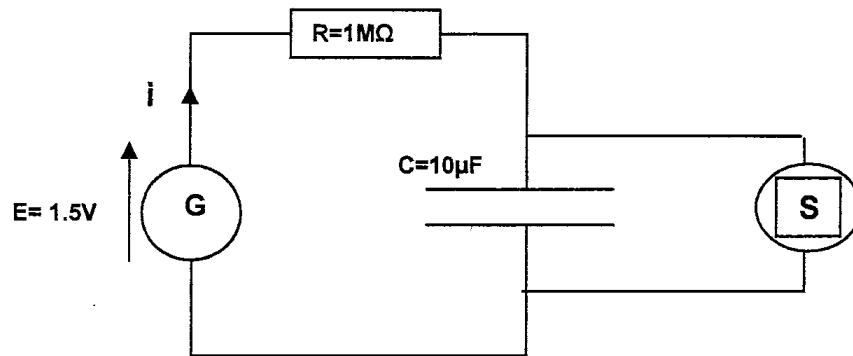 R=1MΩ
i
C=10µF
E= 1.5V
G
S